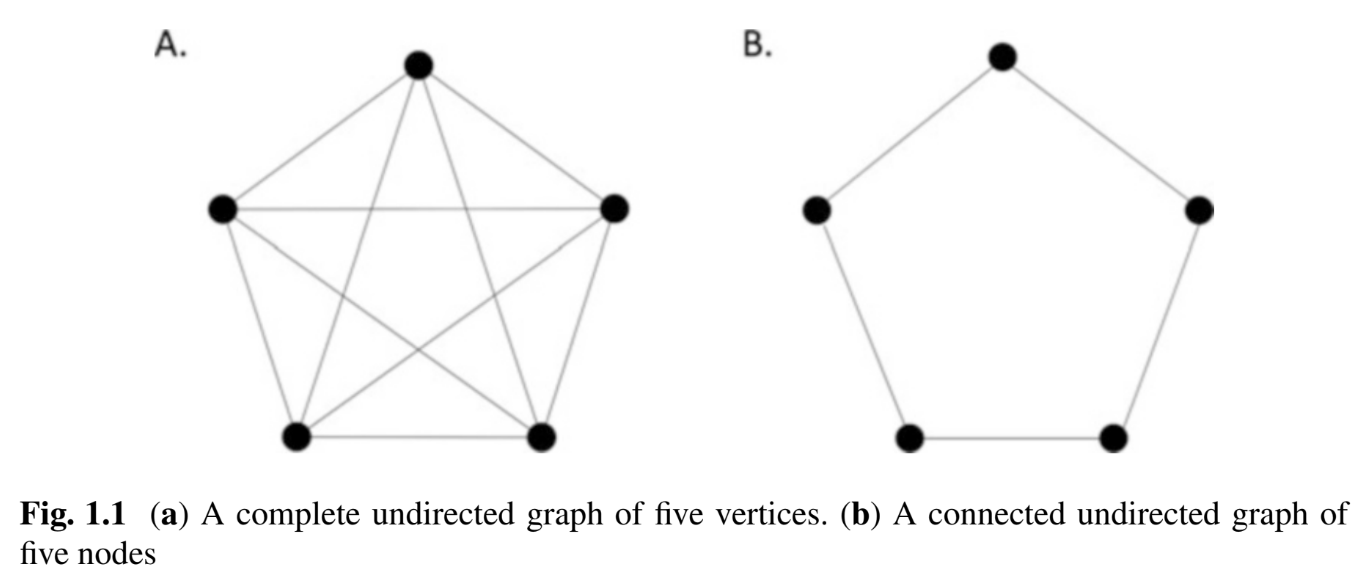 A.
B.
Fig. 1.1 (a) A complete undirected graph of five vertices. (b) A connected undirected graph of
five nodes